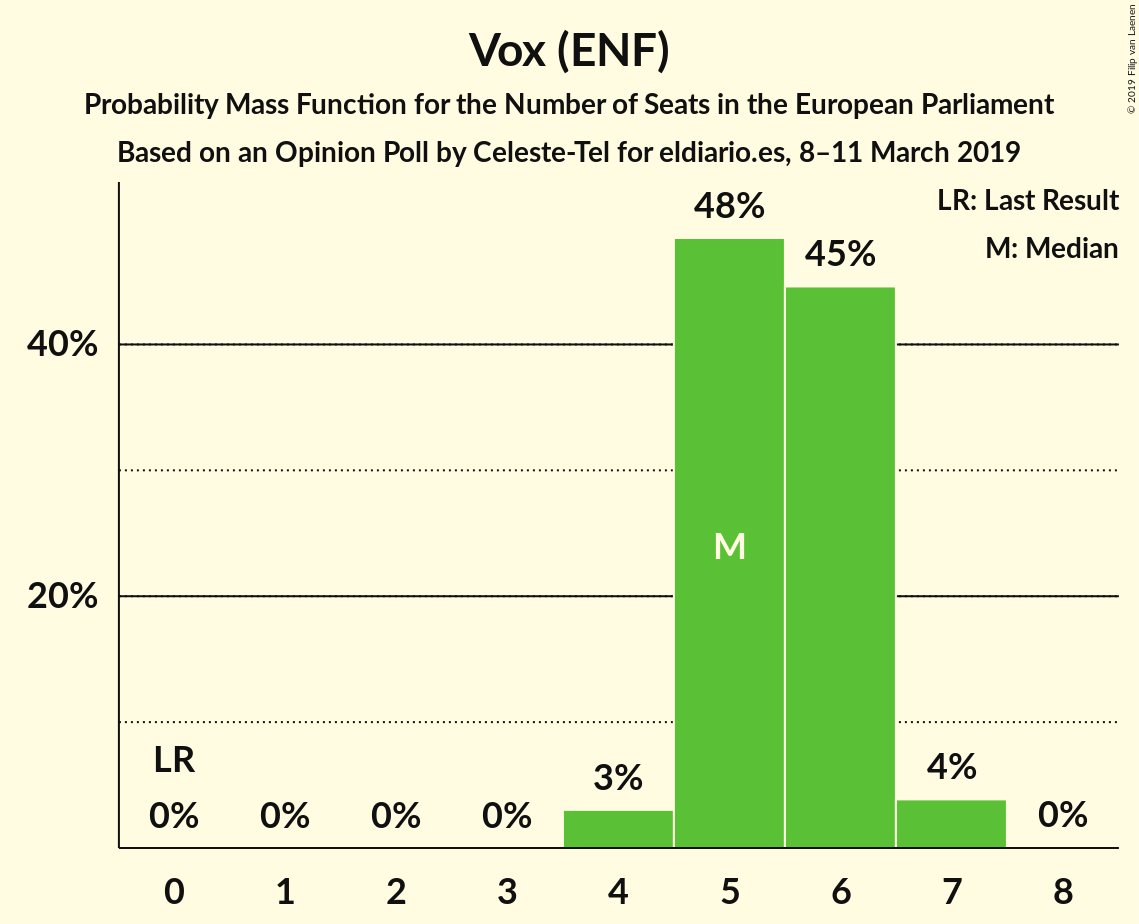 Vox (ENF)
Probability Mass Function for the Number of Seats in the European Parliament
Based on an Opinion Poll by Celeste-Tel for eldiario.es, 8–11 March 2019
© 2019 Filip van Laenen
LR: Last Result
M: Median
48%
45%
40%
M
20%
LR
0% 0% 0% 0% 3% 4% 0%
0 1 2 3 4 5 6 7 8